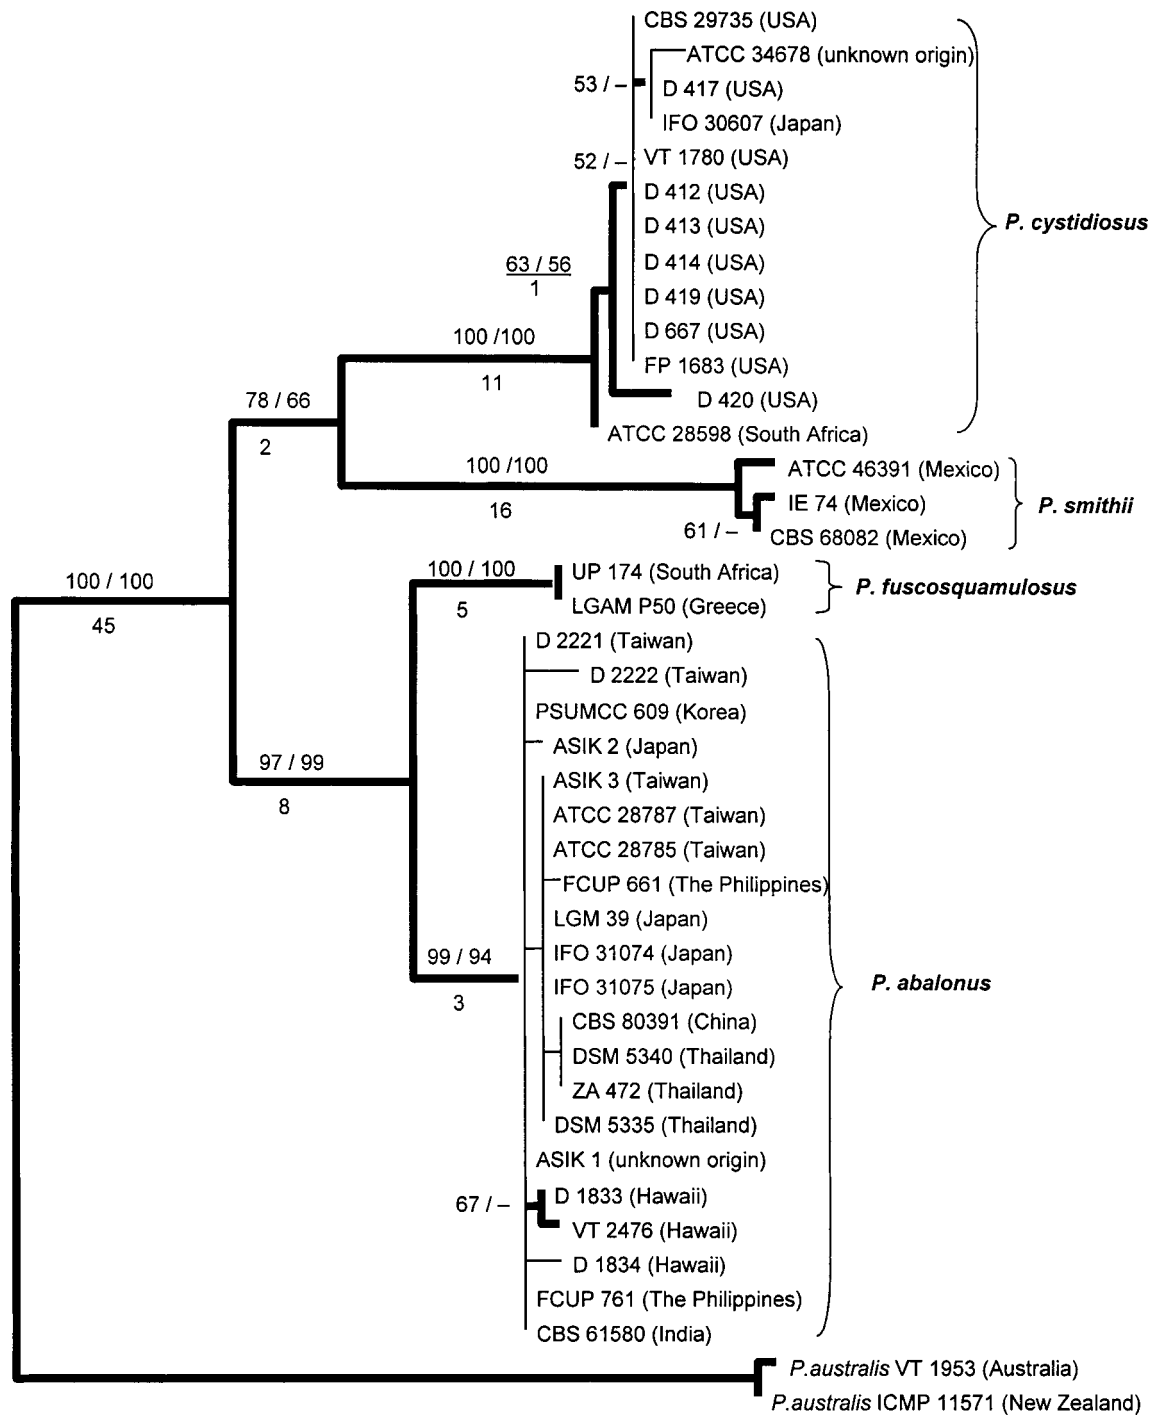 CBS 29735 (USA)
ATCC 34678 (unknown origin)
53 / –
D 417 (USA)
IFO 30607 (Japan)
52 / –
VT 1780 (USA)
D 412 (USA)
D 413 (USA)
P. cystidiosus
63 / 56
1
D 414 (USA)
D 419 (USA)
D 667 (USA)
100 /100
11
FP 1683 (USA)
D 420 (USA)
78 / 66
2
ATCC 28598 (South Africa)
100 /100
16
ATCC 46391 (Mexico)
IE 74 (Mexico)
P. smithii
61 / –
CBS 68082 (Mexico)
100 / 100
45
100 / 100
5
UP 174 (South Africa)
P. fuscosquamulosus
LGAM P50 (Greece)
D 2221 (Taiwan)
D 2222 (Taiwan)
PSUMCC 609 (Korea)
ASIK 2 (Japan)
97 / 99
8
ASIK 3 (Taiwan)
ATCC 28787 (Taiwan)
ATCC 28785 (Taiwan)
FCUP 661 (The Philippines)
LGM 39 (Japan)
99 / 94
3
IFO 31074 (Japan)
P. abalonus
IFO 31075 (Japan)
CBS 80391 (China)
DSM 5340 (Thailand)
ZA 472 (Thailand)
DSM 5335 (Thailand)
ASIK 1 (unknown origin)
67 / –
D 1833 (Hawaii)
VT 2476 (Hawaii)
D 1834 (Hawaii)
FCUP 761 (The Philippines)
CBS 61580 (India)
P.australis VT 1953 (Australia)
P.australis ICMP 11571 (New Zealand)